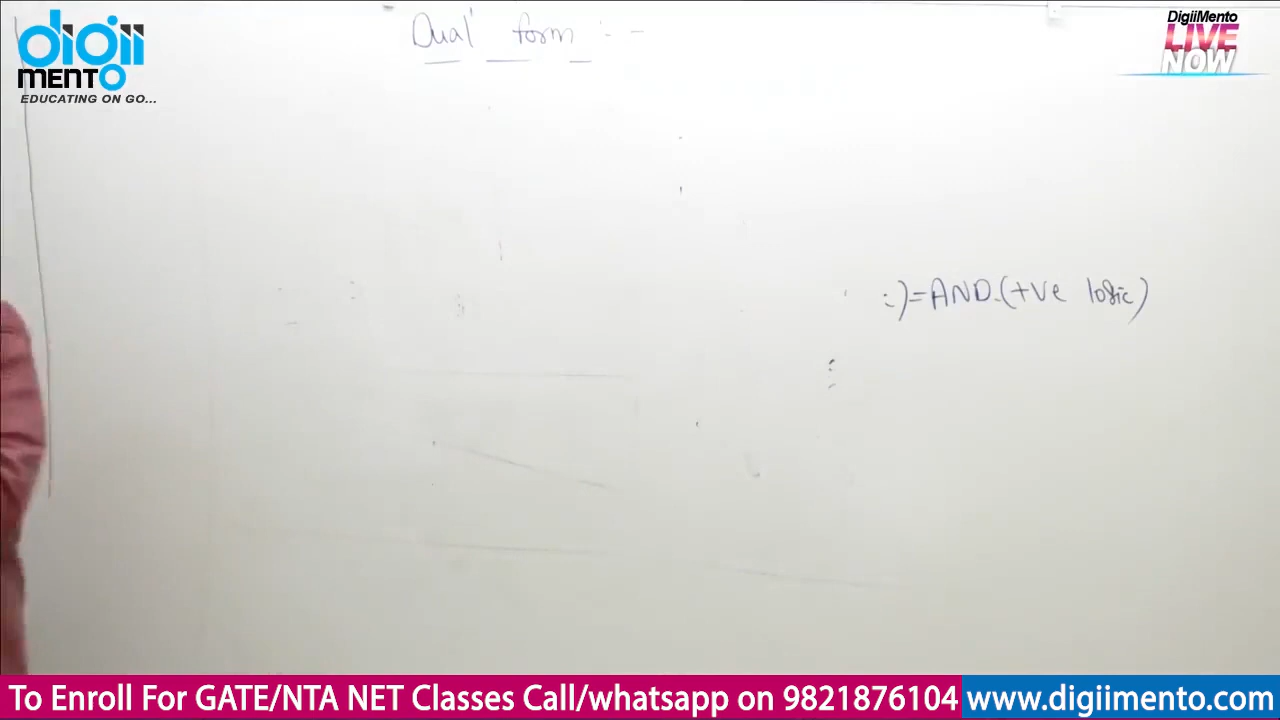 Dual form :-
digii
MENTO
EDUCATING ON GO...
DigiiMento
LIVE
NOW
:)=AND.(+ve logic)
To Enroll For GATE/NTA NET Classes Call/whatsapp on 9821876104 www.digiimento.com